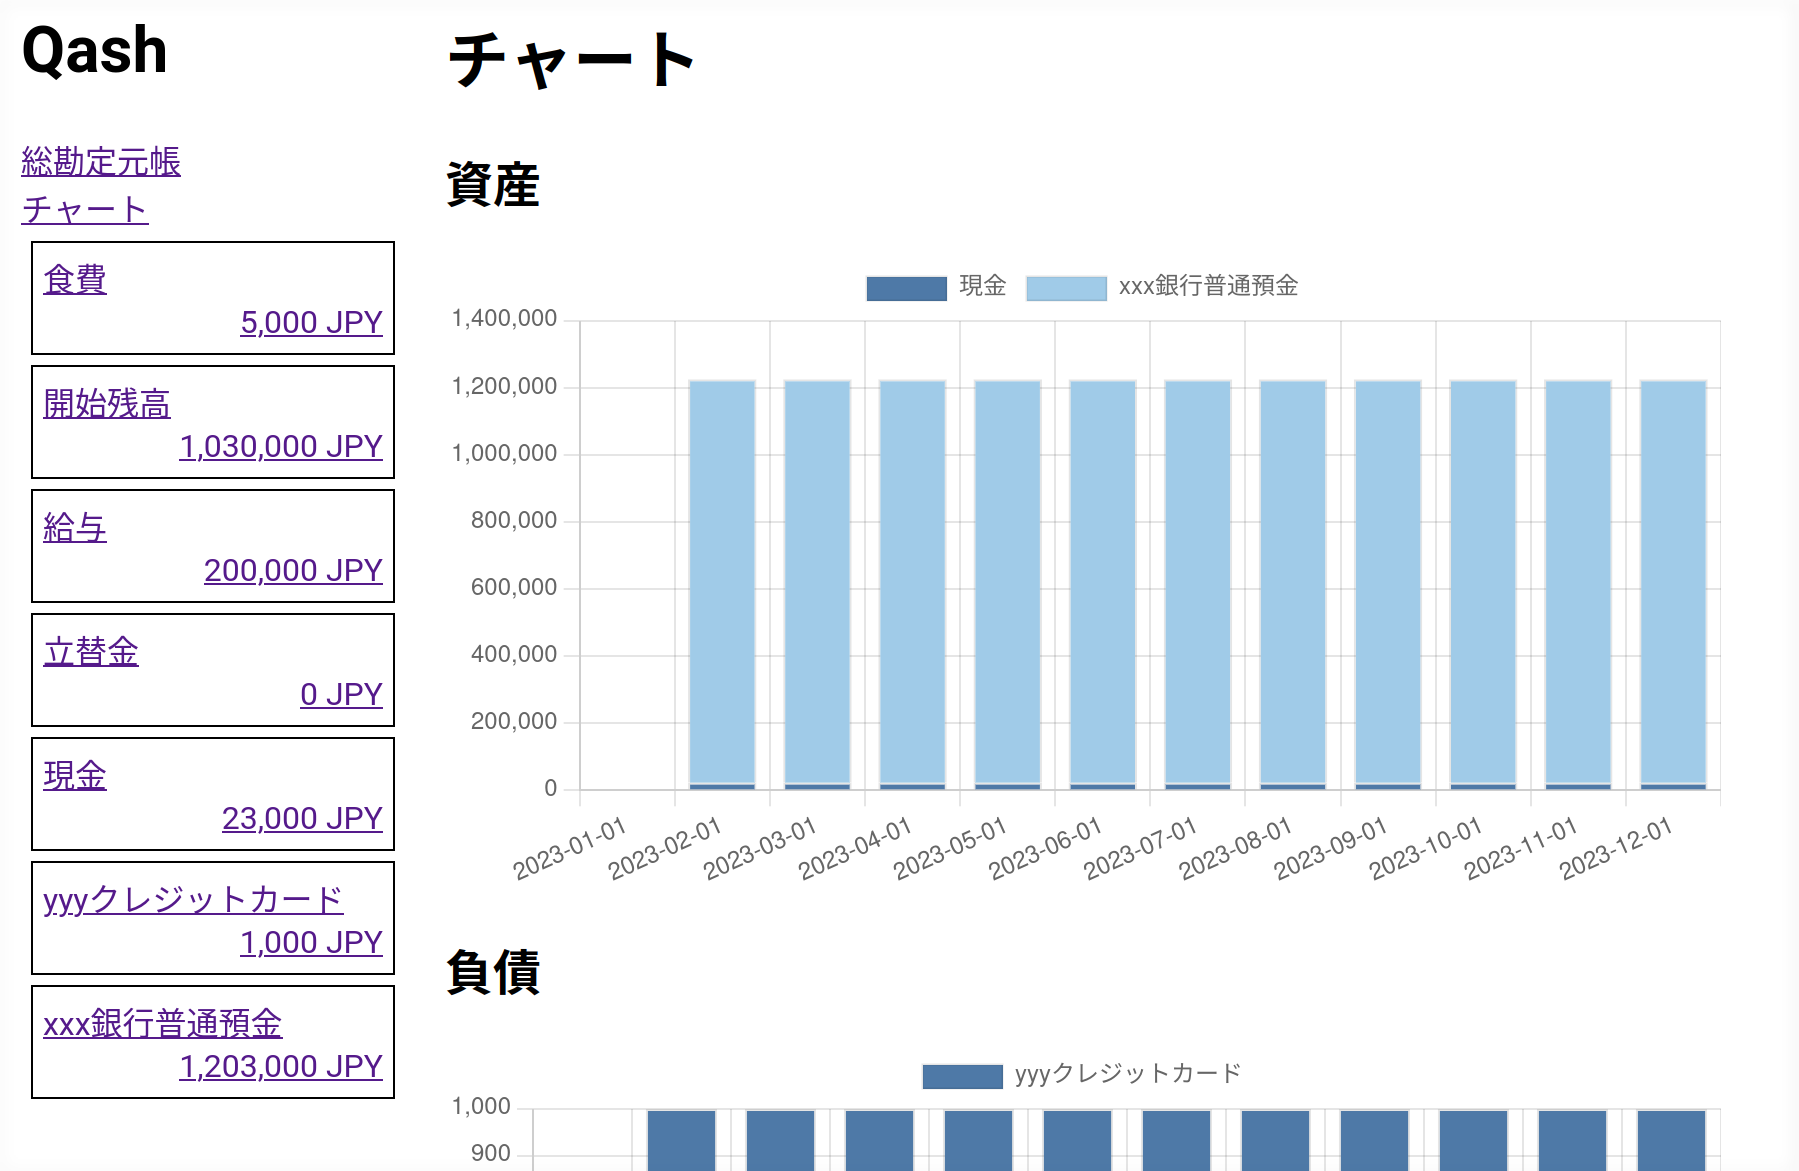 Qash
総勘定元帳
チャート
食費
5,000 JPY
開始残高
1,030,000 JPY
給与
200,000 JPY
立替金
0 JPY
現金
23,000 JPY
yyyクレジットカード
1,000 JPY
xxx銀行普通預金
1,203,000 JPY
チャート
資産
現金 xxx銀行普通預金
1,400,000
1,200,000
1,000,000
800,000
600,000
400,000
200,000
0
2023-01-01 2023-02-01 2023-03-01 2023-04-01 2023-05-01 2023-06-01 2023-07-01 2023-08-01 2023-09-01 2023-10-01 2023-11-01 2023-12-01
負債
yyyクレジットカード
1,000
900